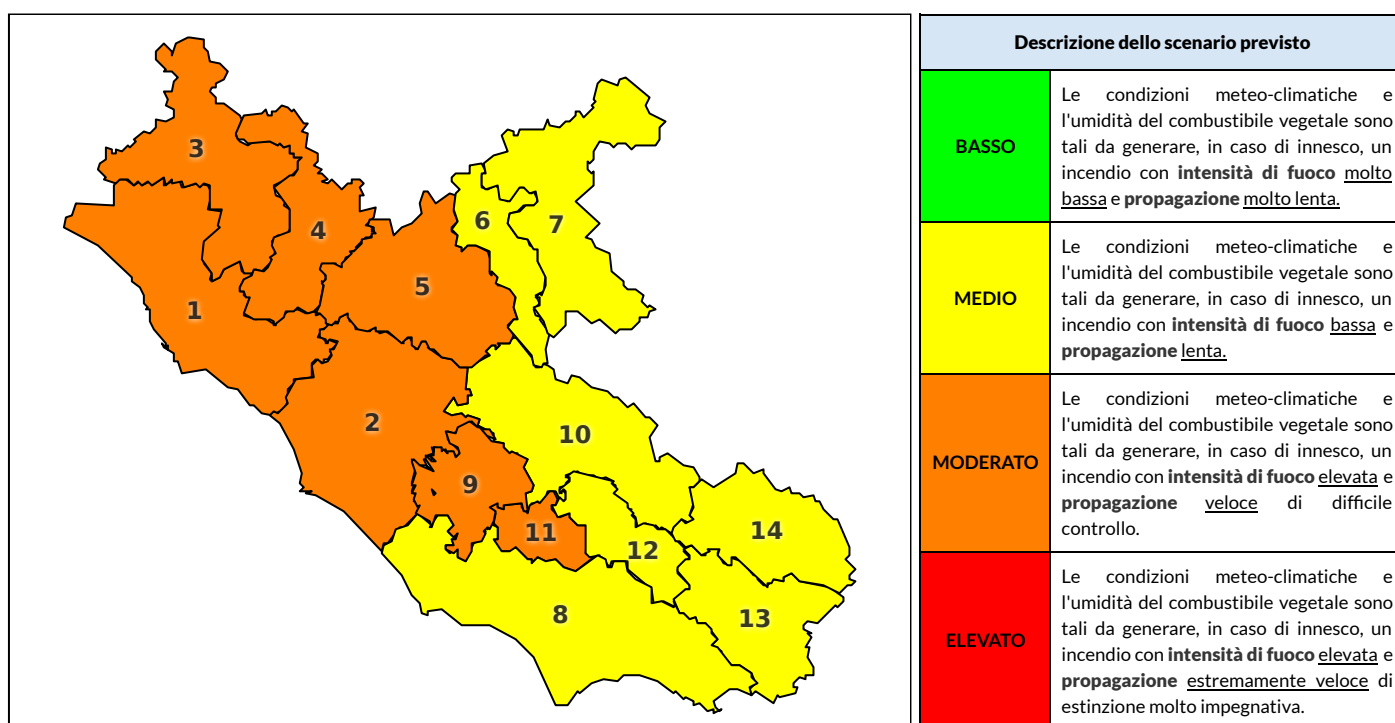 3
4
6
7
5
1
2
10
9
11
12
14
8
13
Descrizione dello scenario previsto
BASSO
Le condizioni meteo-climatiche e
l'umidità del combustibile vegetale sono
tali da generare, in caso di innesco, un
incendio con intensità di fuoco molto
bassa e propagazione molto lenta.
MEDIO
Le condizioni meteo-climatiche e
l'umidità del combustibile vegetale sono
tali da generare, in caso di innesco, un
incendio con intensità di fuoco bassa e
propagazione lenta.
MODERATO
Le condizioni meteo-climatiche e
l'umidità del combustibile vegetale sono
tali da generare, in caso di innesco, un
incendio con intensità di fuoco elevata e
propagazione veloce di difficile
controllo.
ELEVATO
Le condizioni meteo-climatiche e
l'umidità del combustibile vegetale sono
tali da generare, in caso di innesco, un
incendio con intensità di fuoco elevata e
propagazione estremamente veloce di
estinzione molto impegnativa.